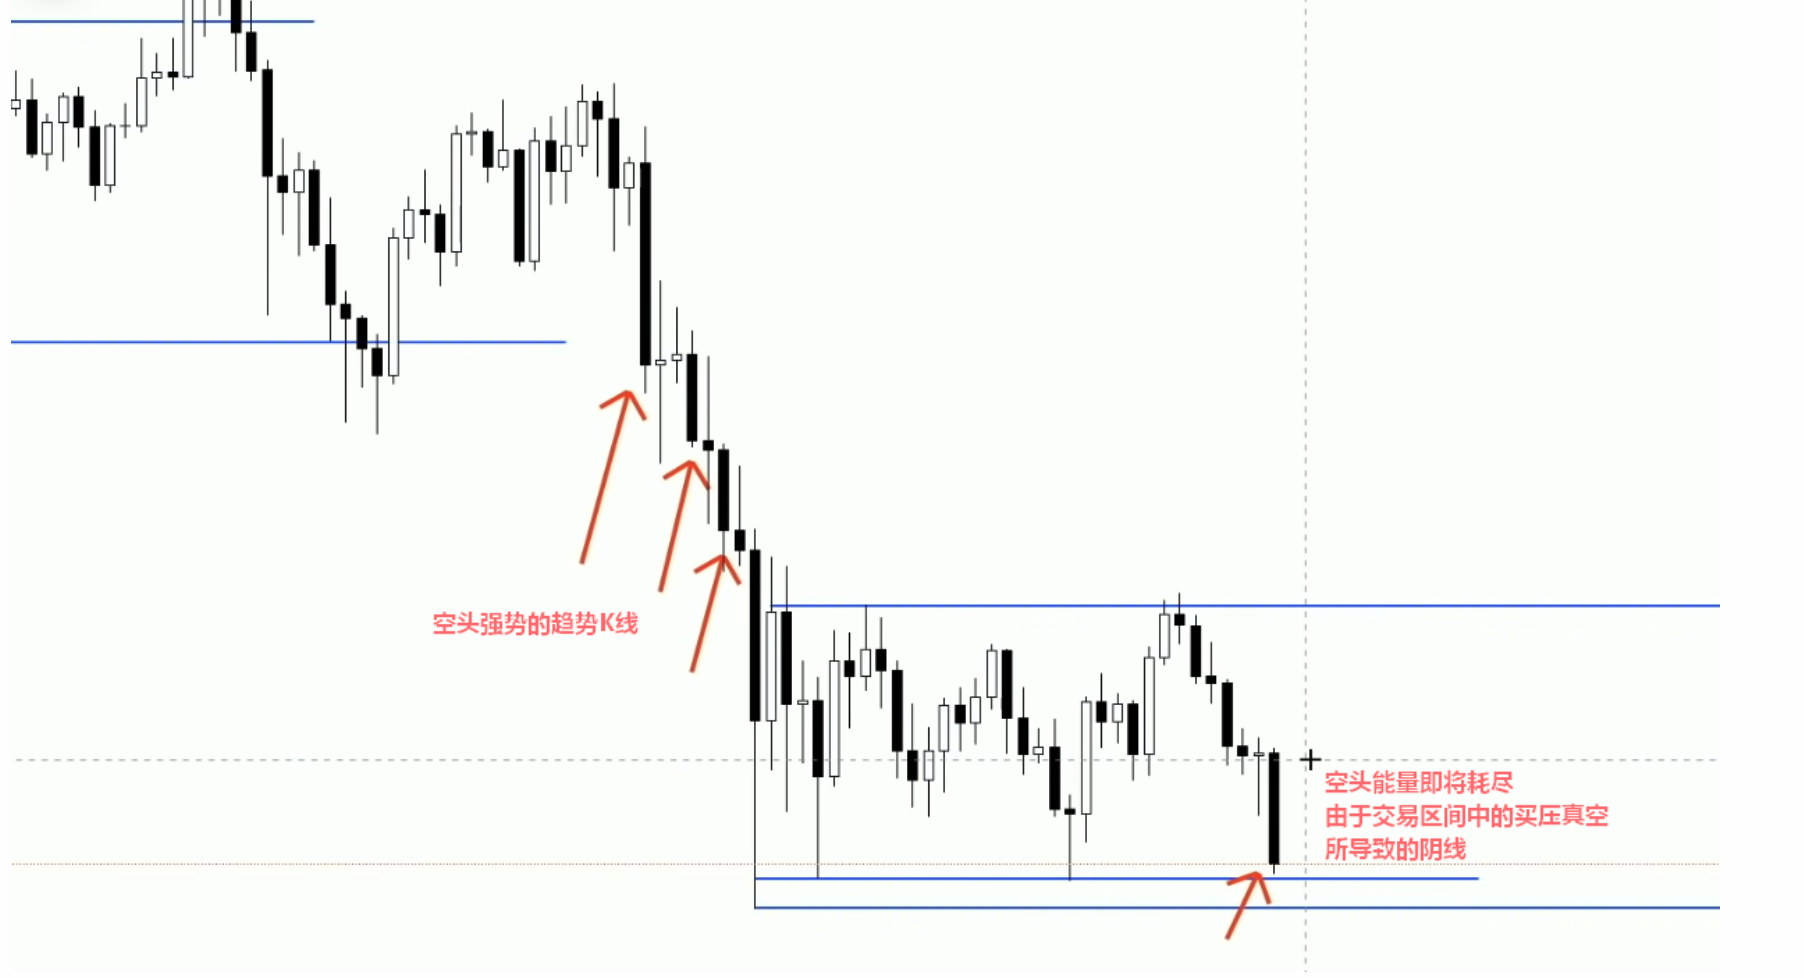 空头强势的趋势K线
空头能量即将耗尽
由于交易区间中的买压真空
所导致的阴线